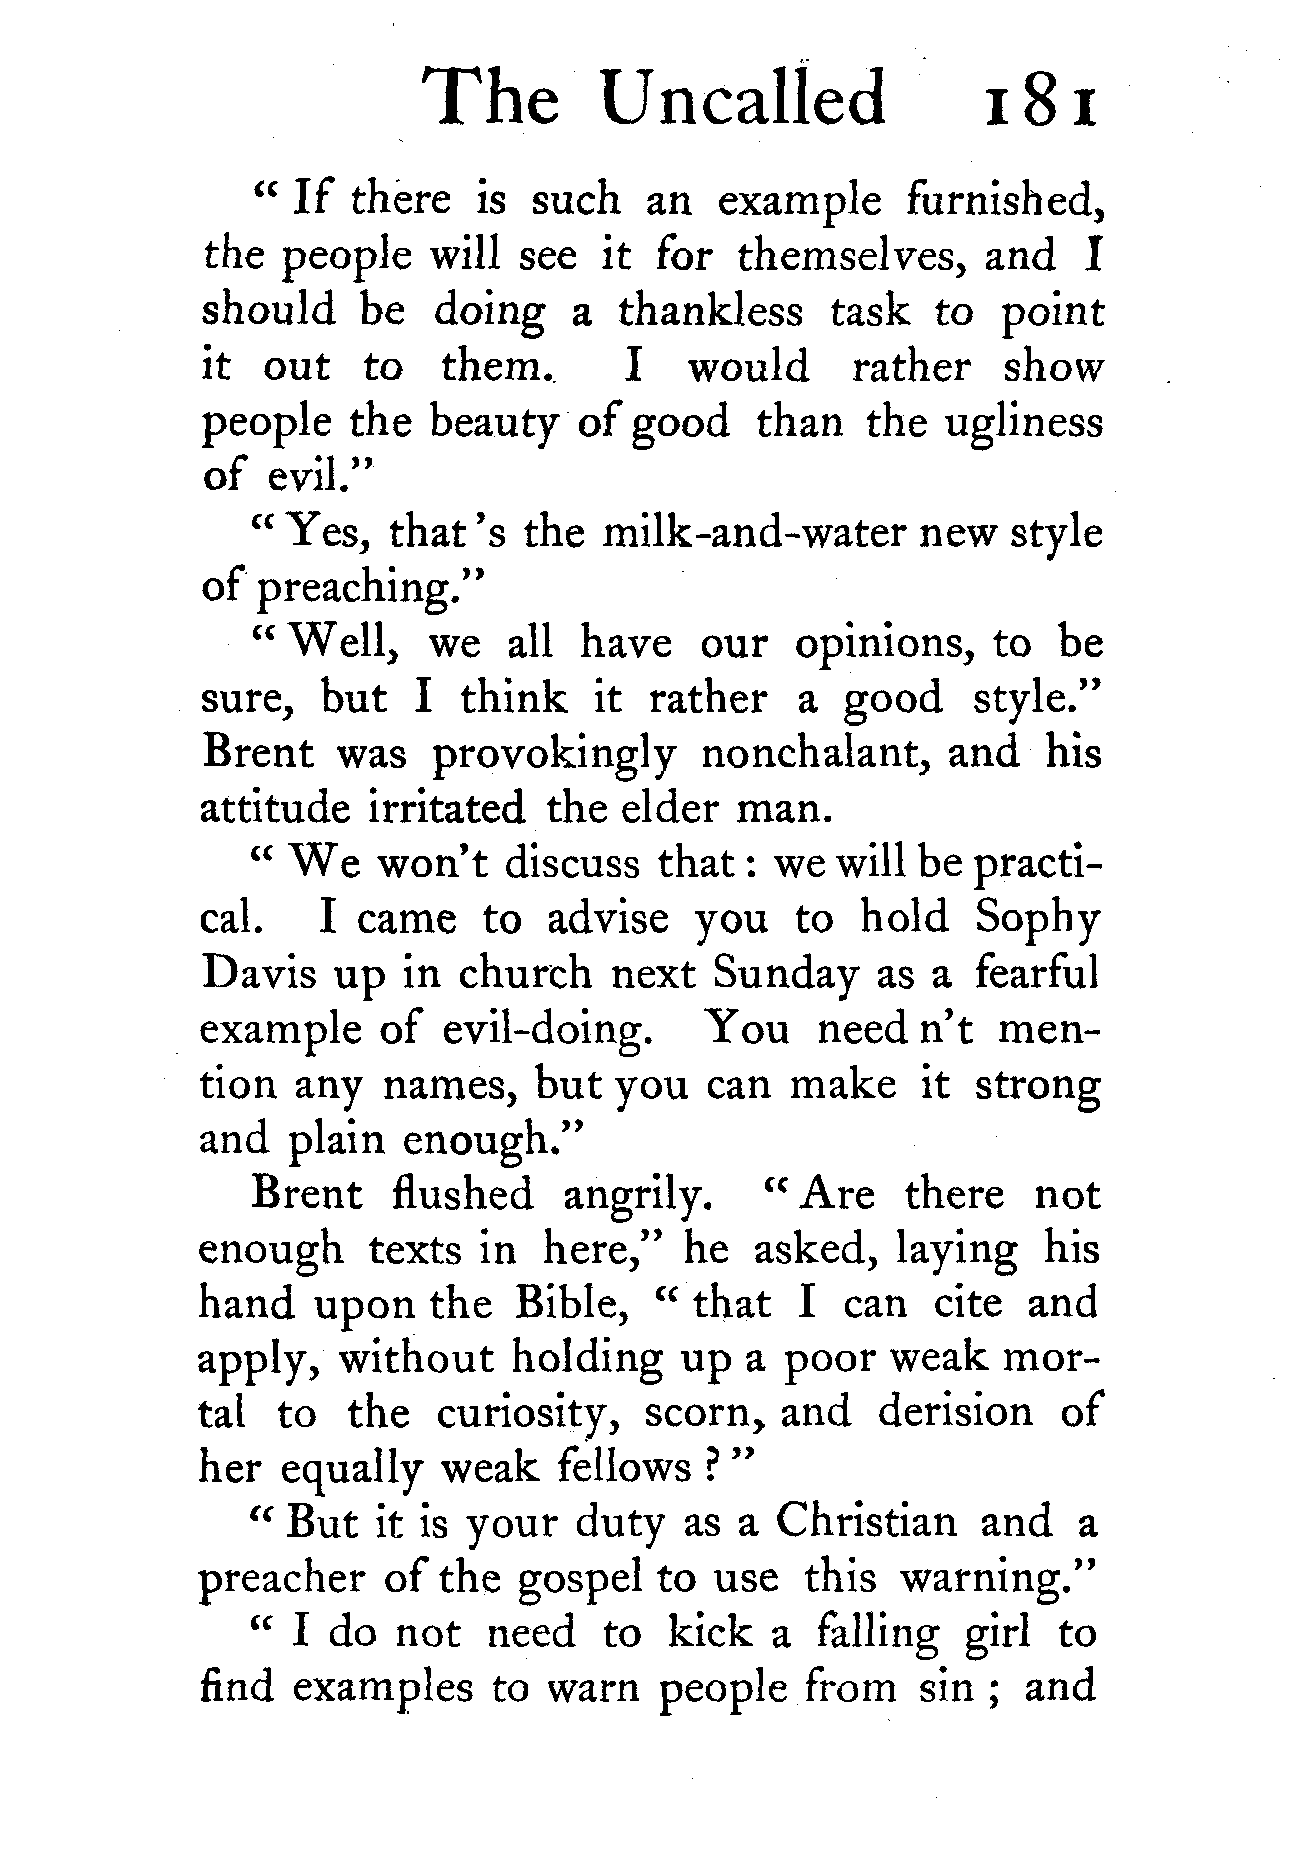 The Uncalled 181
“ If there is such an example furnished,
the people will see it for themselves, and I
should be doing a thankless task to point
it out to them. I would rather show
people the beauty of good than the ugliness
of evil.”
“ Yes, that ’s the milk-and-water new style
of preaching.”
“ Well, we all have our opinions, to be
sure, but I think it rather a good style.”
Brent was provokingly nonchalant, and his
attitude irritated the elder man.
“ We won’t discuss that : we will be practi-
cal. I came to advise you to hold Sophy
Davis up in church next Sunday as a fearful
example of evil-doing. You need n’t men-
tion any names, but you can make it strong
and plain enough.”
Brent flushed angrily. “ Are there not
enough texts in here,” he asked, laying his
hand upon the Bible, “ that I can cite and
apply, without holding up a poor weak mor-
tal to the curiosity, scorn, and derision of
her equally weak fellows ? ”
“ But it is your duty as a Christian and a
preacher of the gospel to use this warning.”
“ I do not need to kick a falling girl to
find examples to warn people from sin ; and